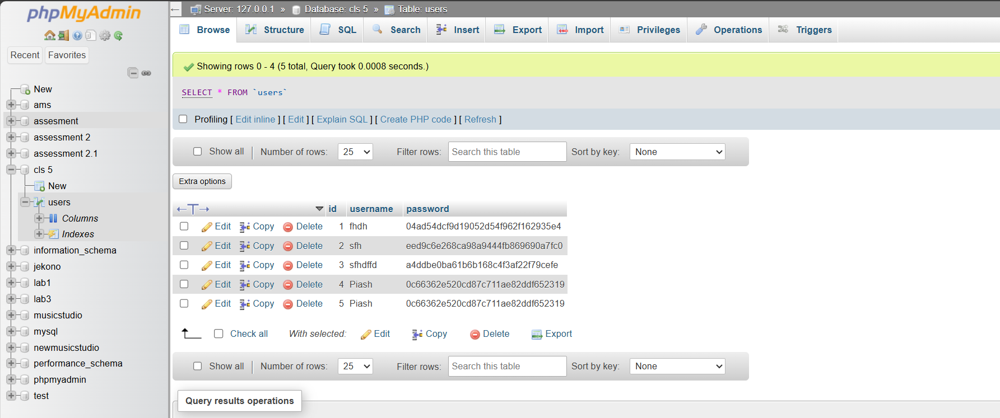 phpMyAdmin
Recent Favorites
New
ams
assesment
assessment 2
assessment 2.1
cls 5
New
users
Columns
Indexes
information_schema
jekono
lab1
lab3
musicstudio
mysql
newmusicstudio
performance_schema
phpmyadmin
test
Server: 127.0.0.1 » Database: cls 5 » Table: users
Browse Structure SQL Search Insert Export Import Privileges Operations Triggers
Showing rows 0 - 4 (5 total, Query took 0.0008 seconds.)
SELECT * FROM `users`
Profiling [ Edit inline ] [ Edit ] [ Explain SQL ] [ Create PHP code ] [ Refresh ]
Show all | Number of rows: 25 Filter rows: Search this table Sort by key: None
Extra options
id username password
Edit Copy Delete 1 fhdh 04ad54dcf9d19052d54f962f162935e4
Edit Copy Delete 2 sfh eed9c6e268ca98a9444fb869690a7fc0
Edit Copy Delete 3 sfhdffd a4ddbe0ba61b6b168c4f3af22f79cefe
Edit Copy Delete 4 Piash 0c66362e520cd87c711ae82ddf652319
Edit Copy Delete 5 Piash 0c66362e520cd87c711ae82ddf652319
Check all With selected: Edit Copy Delete Export
Show all | Number of rows: 25 Filter rows: Search this table Sort by key: None
Query results operations